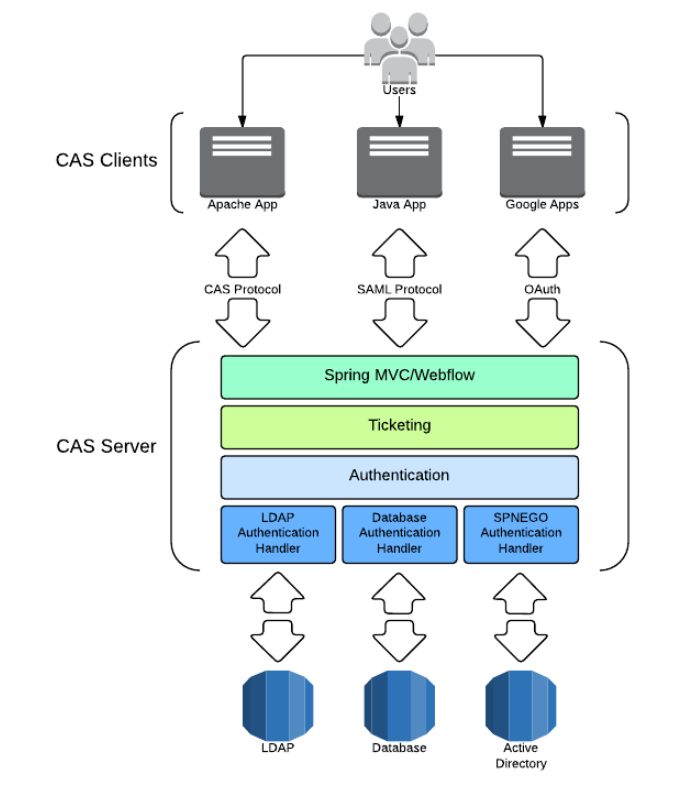 Users
CAS Clients
Apache App
Java App
Google Apps
CAS Protocol
SAML Protocol
OAuth
CAS Server
Spring MVC/Webflow
Ticketing
Authentication
LDAP
Authentication
Handler
Database
Authentication
Handler
SPNEGO
Authentication
Handler
LDAP
Database
Active
Directory